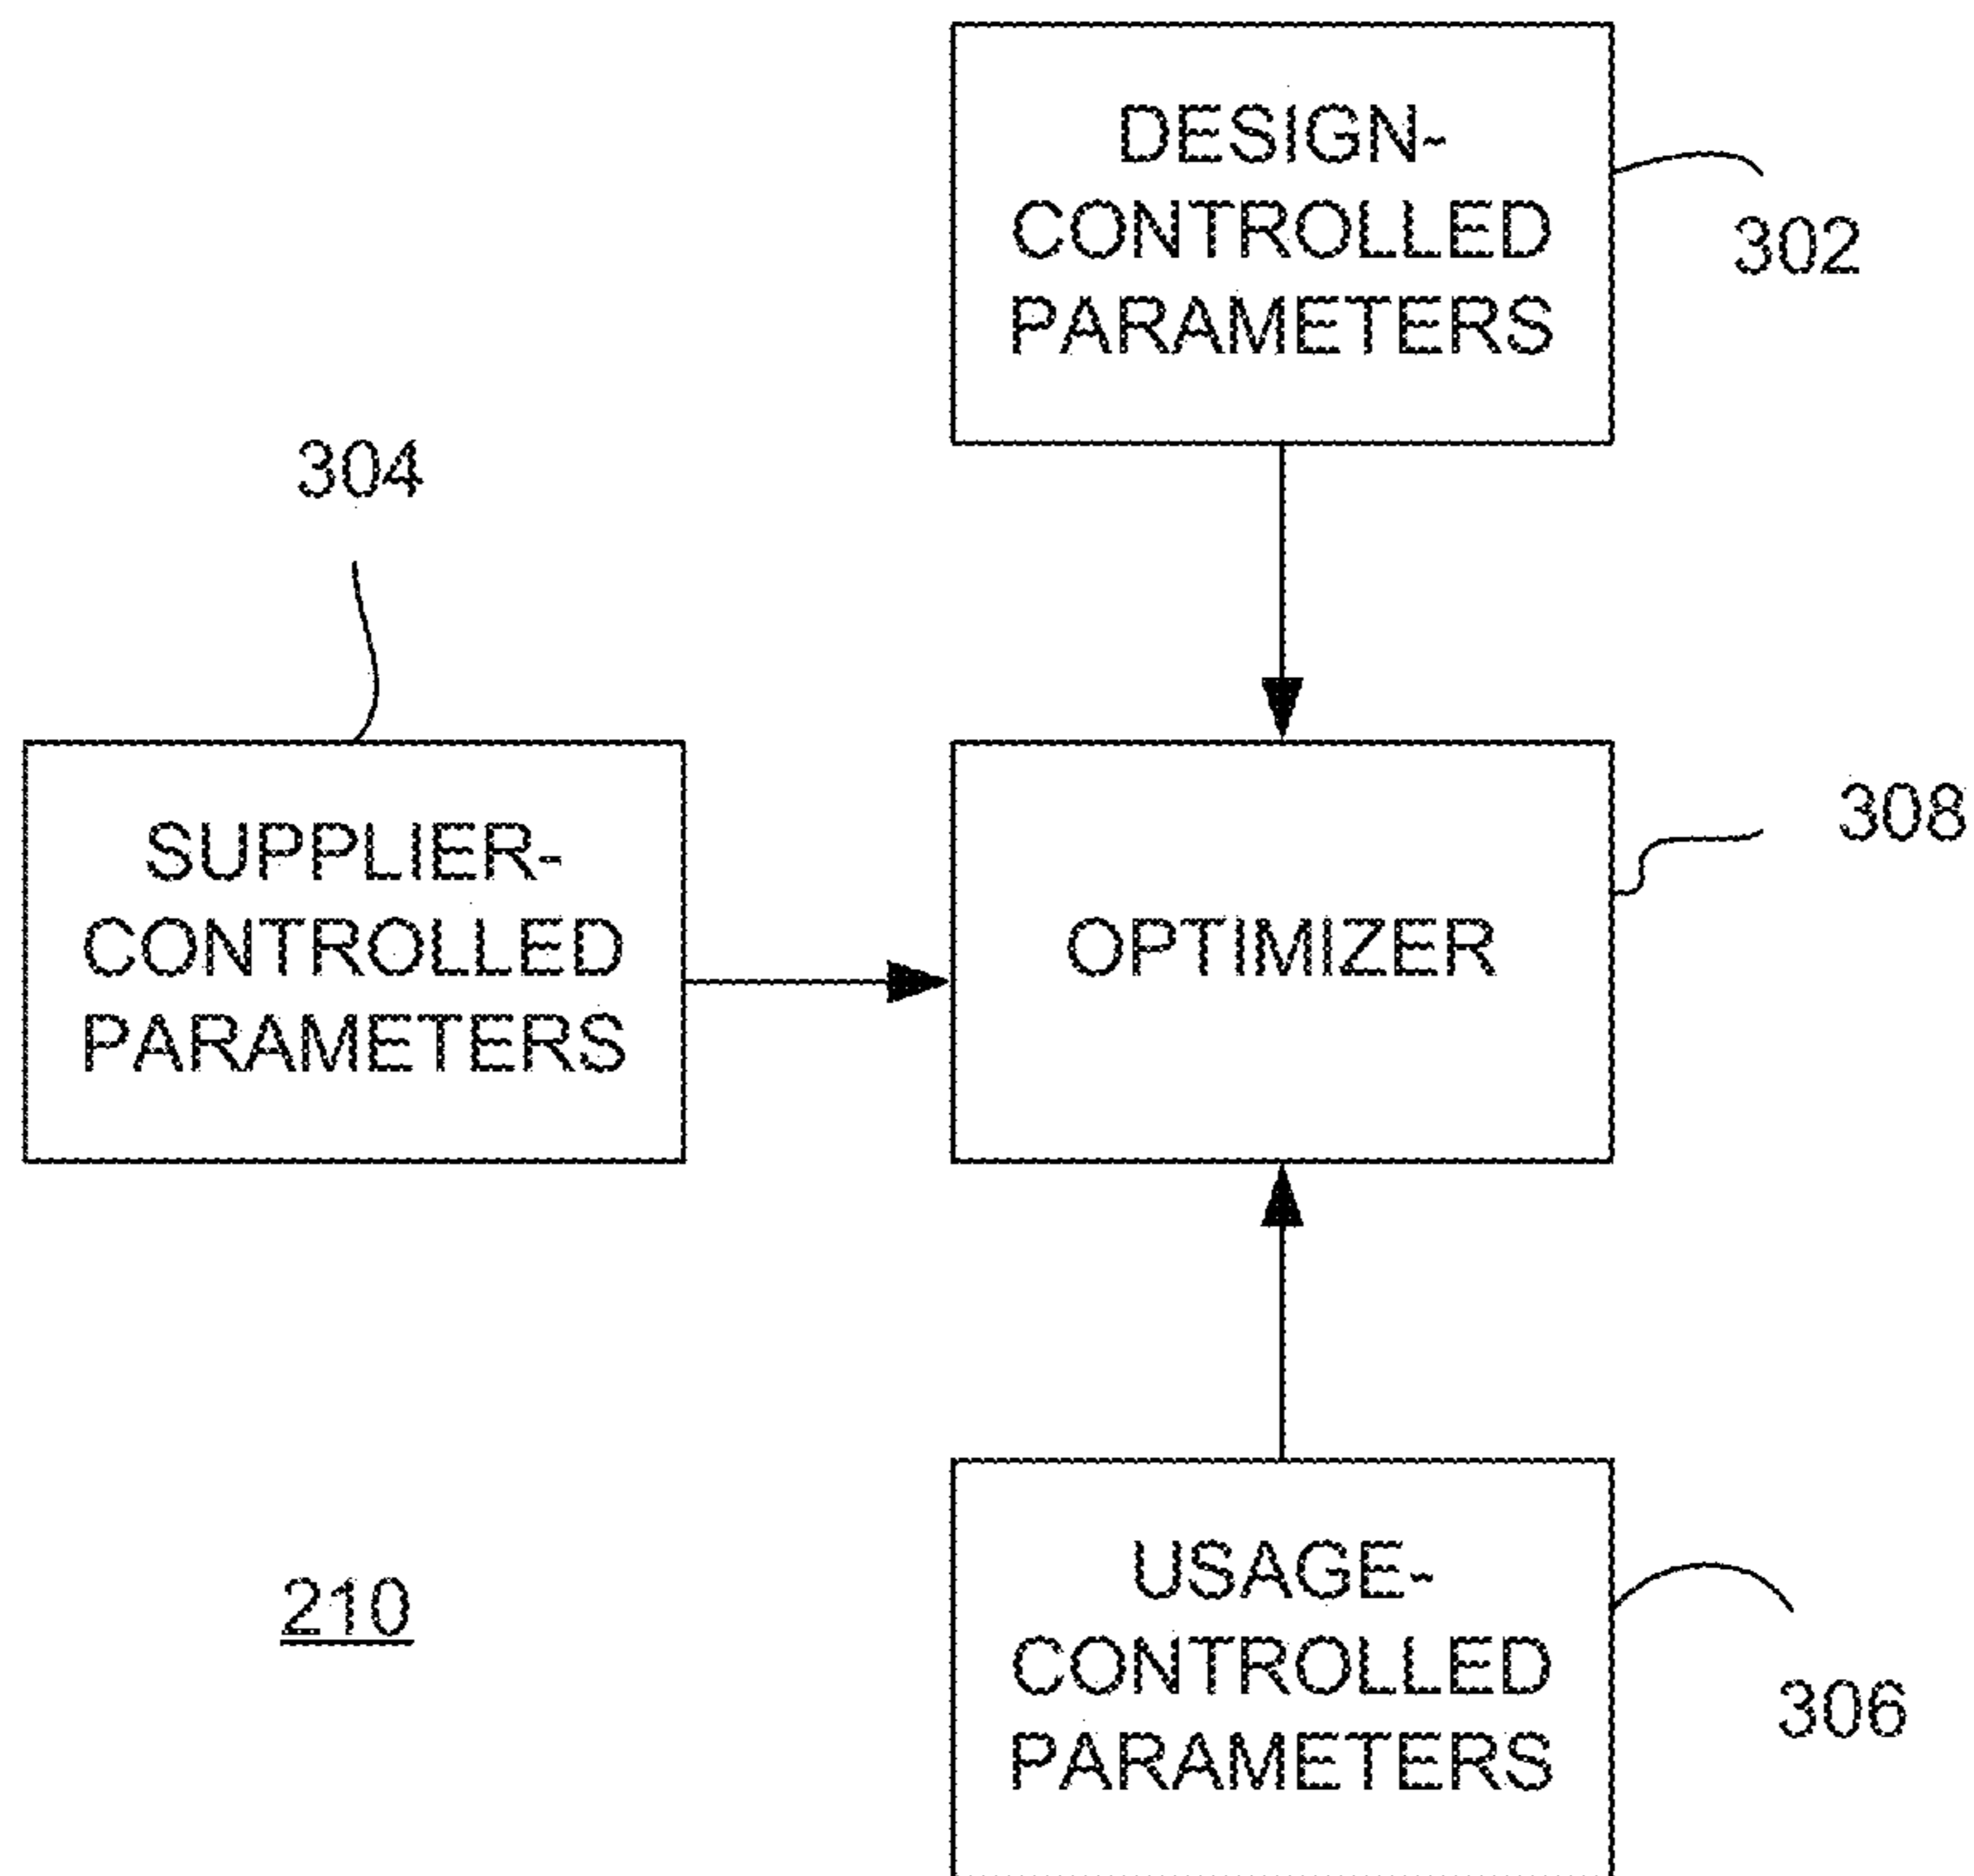 DESIGN-
CONTROLLED
PARAMETERS
302
304
SUPPLIER-
CONTROLLED
PARAMETERS
OPTIMIZER
308
USAGE-
CONTROLLED
PARAMETERS
306
210